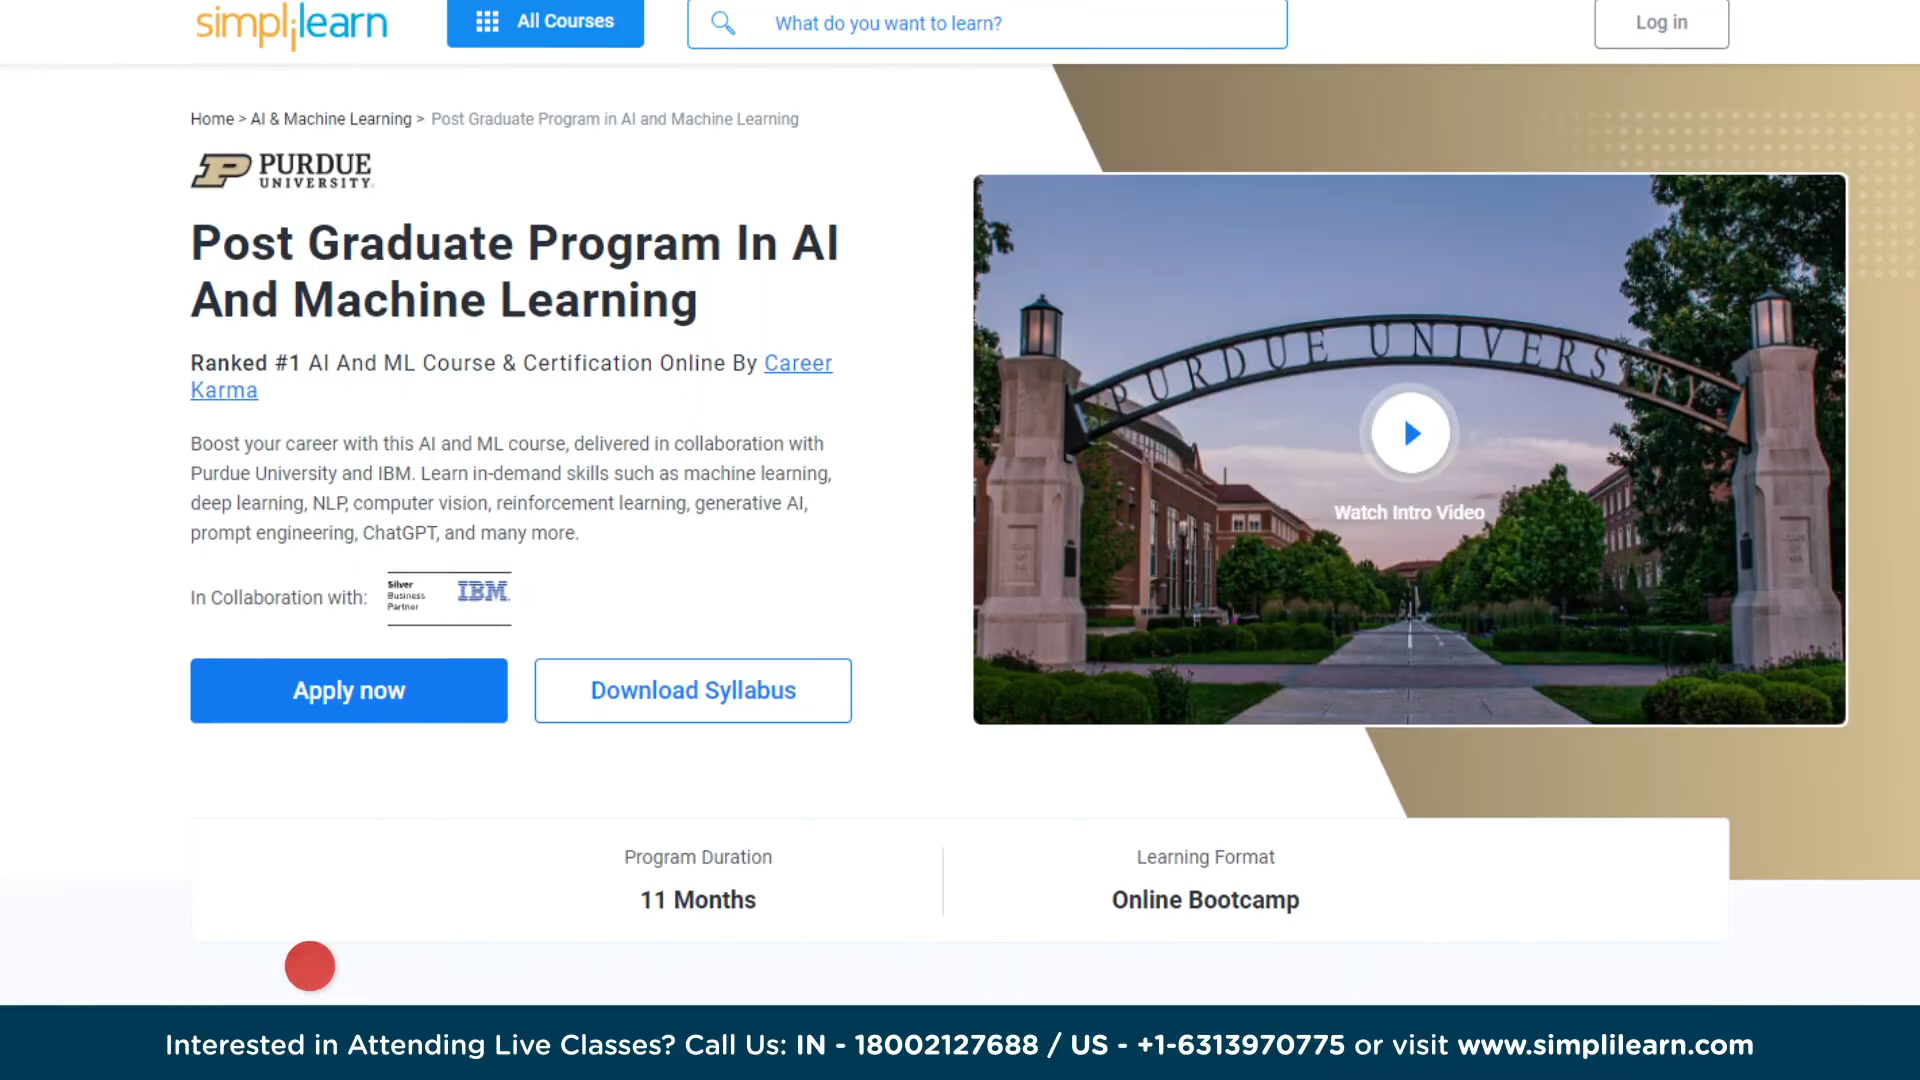 simplilearn
All Courses
What do you want to learn?
Log in
Home > AI & Machine Learning > Post Graduate Program in AI and Machine Learning
PURDUE
UNIVERSITY.
Post Graduate Program In AI
And Machine Learning
Ranked #1 AI And ML Course & Certification Online By Career
Karma
Boost your career with this AI and ML course, delivered in collaboration with
Purdue University and IBM. Learn in-demand skills such as machine learning,
deep learning, NLP, computer vision, reinforcement learning, generative AI,
prompt engineering, ChatGPT, and many more.
In Collaboration with:
Silver
Business
Partner
IBM.
Apply now
Download Syllabus
PURDUE UNIVERSITY
Watch Intro Video
Program Duration
11 Months
Learning Format
Online Bootcamp
Interested in Attending Live Classes? Call Us: IN - 18002127688 / US - +1-6313970775 or visit www.simplilearn.com